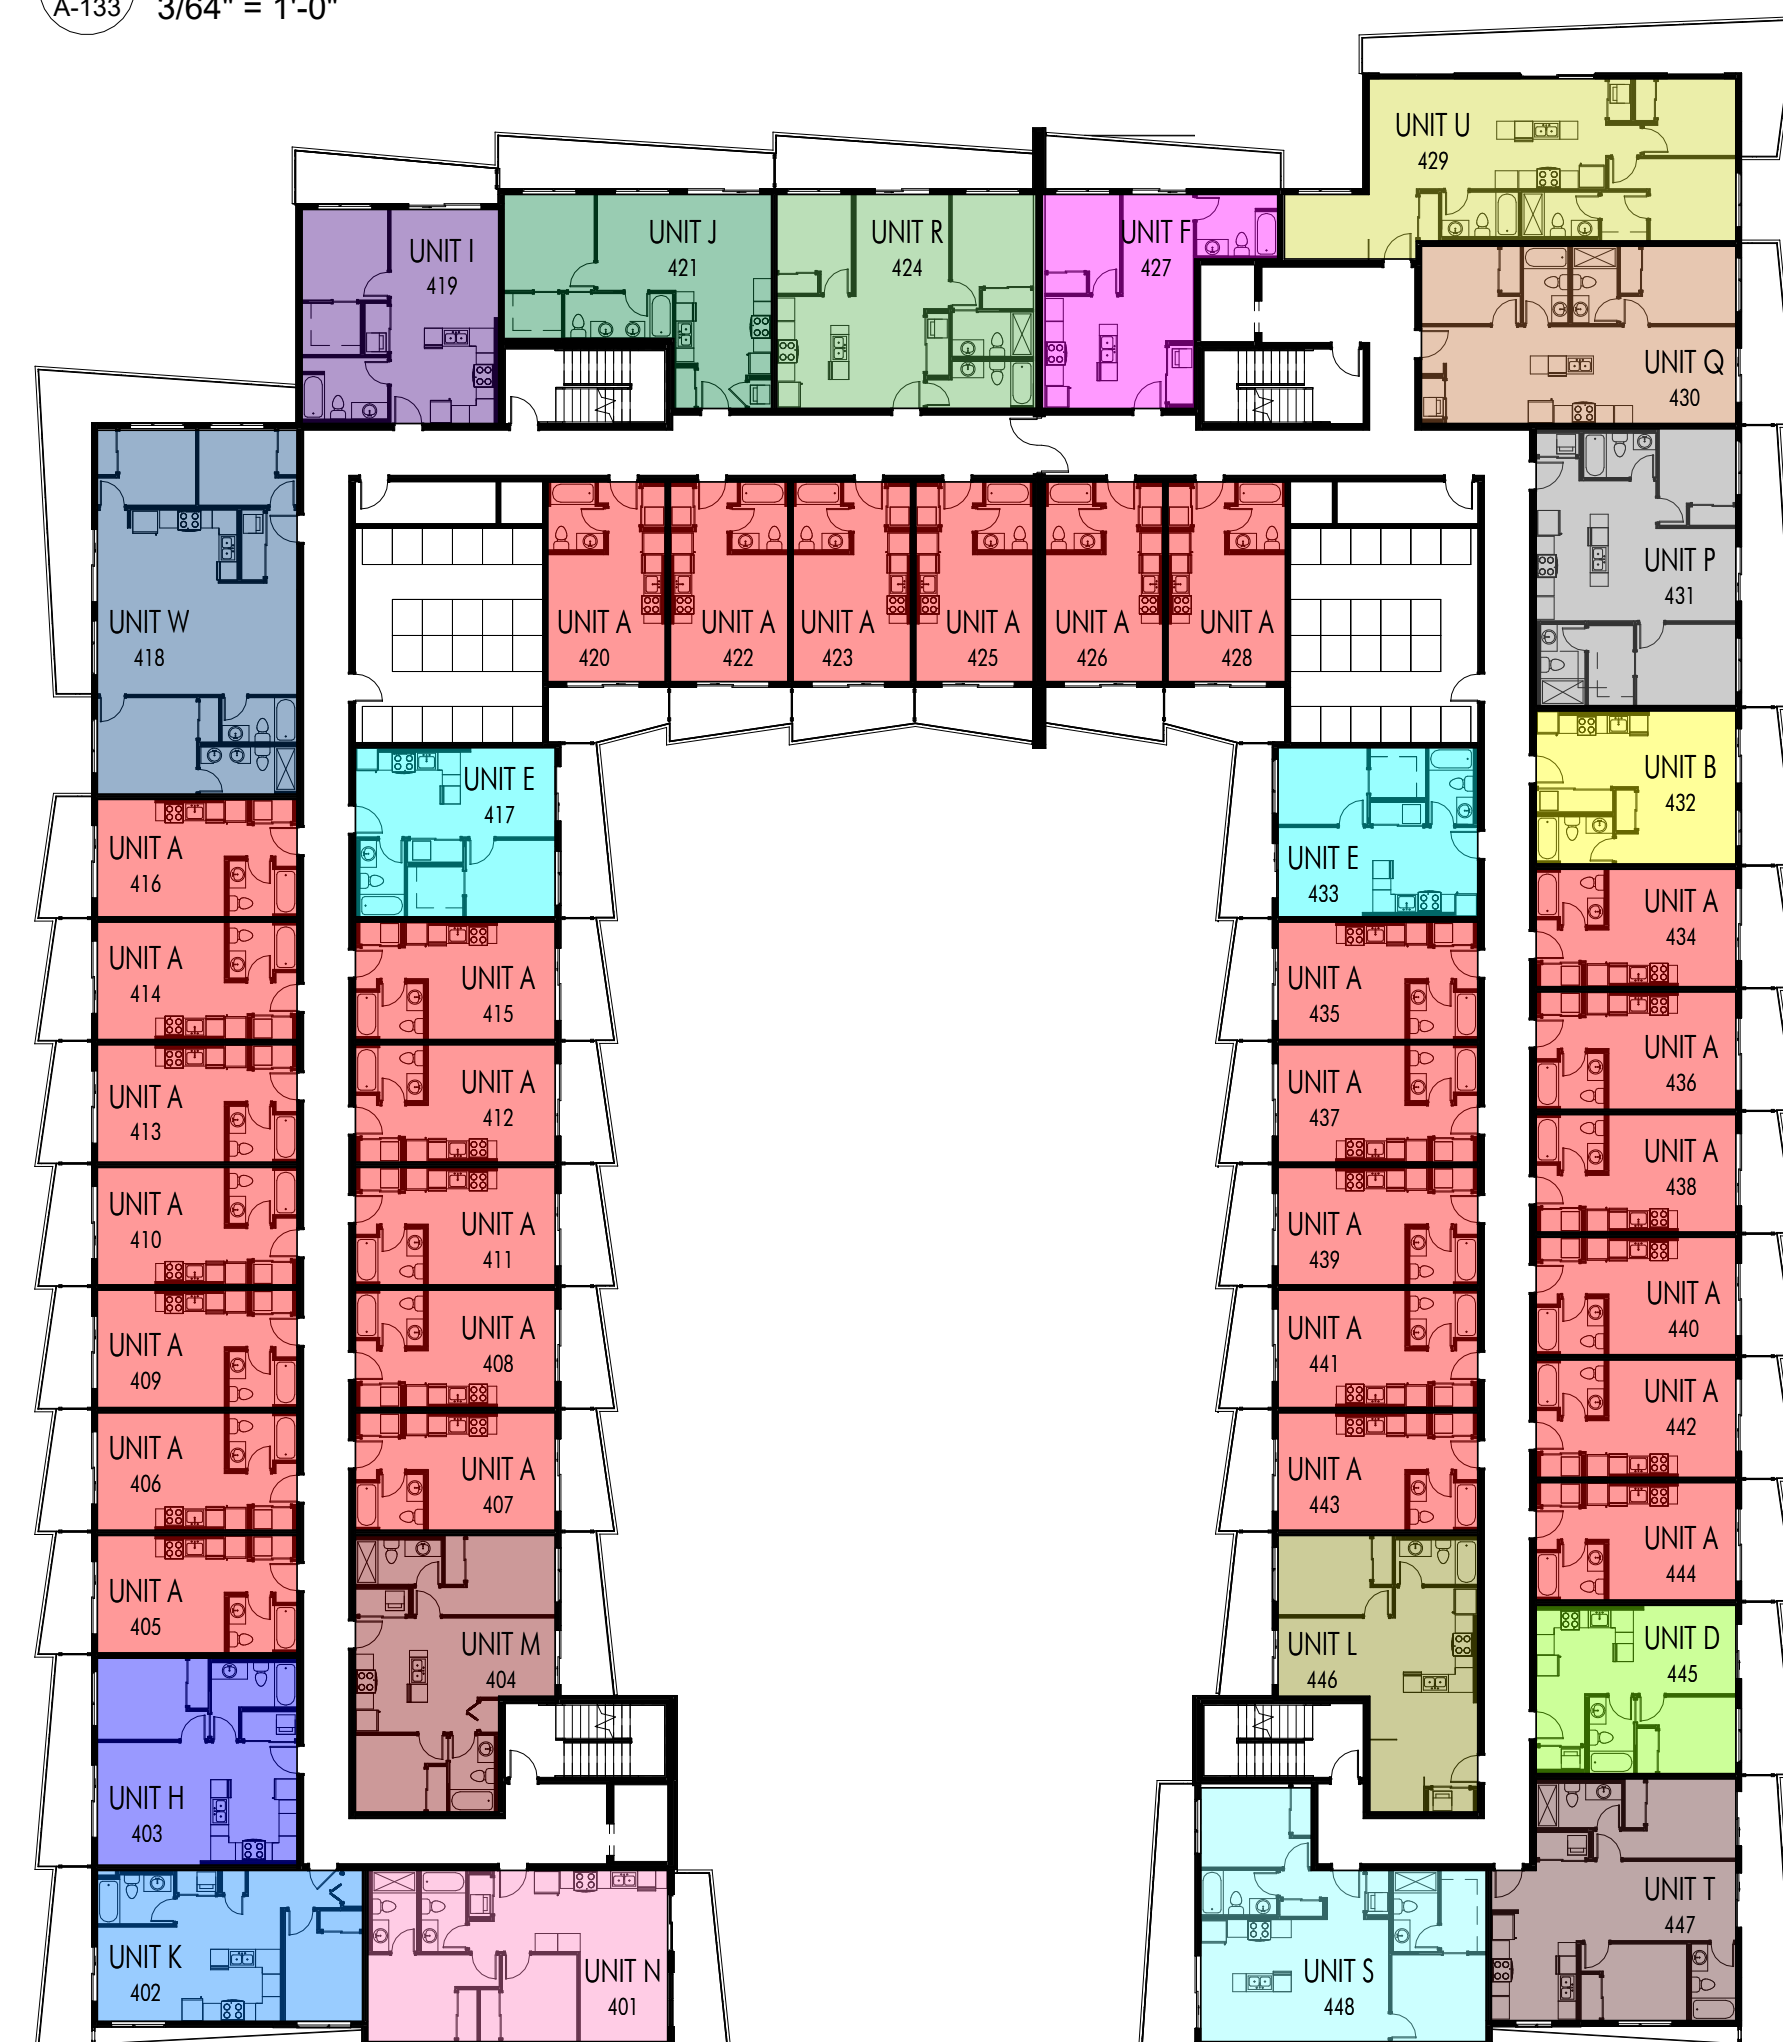 A-133
3/64" = 1'-0"
UNIT U
429
UNIT I
419
UNIT J
421
UNIT R
424
UNIT F
427
UNIT Q
430
UNIT W
418
UNIT A
420
UNIT A
422
UNIT A
423
UNIT A
425
UNIT A
426
UNIT A
428
UNIT P
431
UNIT E
417
UNIT E
433
UNIT B
432
UNIT A
416
UNIT A
434
UNIT A
414
UNIT A
415
UNIT A
435
UNIT A
436
UNIT A
413
UNIT A
412
UNIT A
437
UNIT A
438
UNIT A
410
UNIT A
411
UNIT A
439
UNIT A
440
UNIT A
409
UNIT A
408
UNIT A
441
UNIT A
442
UNIT A
406
UNIT A
407
UNIT A
443
UNIT A
444
UNIT A
405
UNIT M
404
UNIT L
446
UNIT D
445
UNIT H
403
UNIT T
447
UNIT K
402
UNIT N
401
UNIT S
448